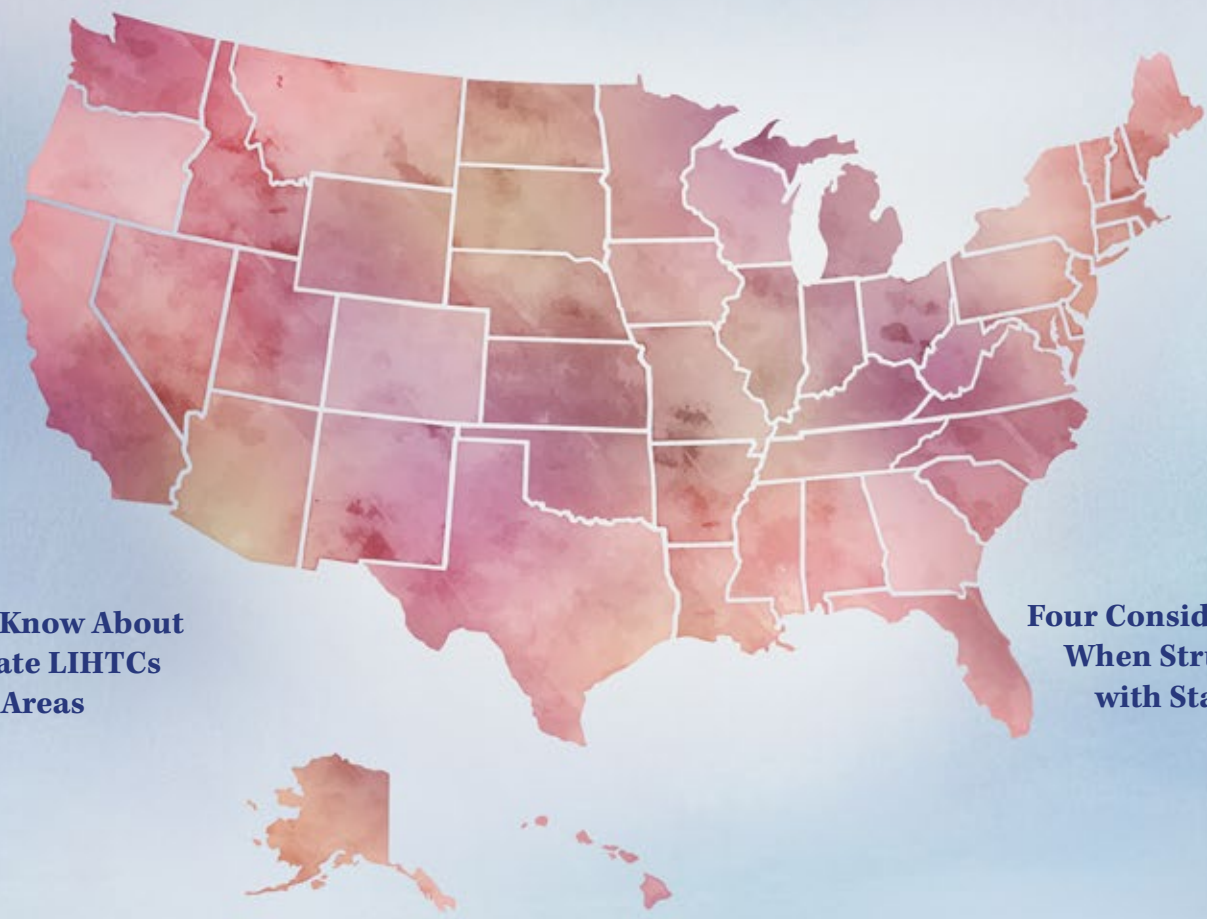 Know About
ate LIHTCs
Areas
Four Consid
When Stru
with Sta